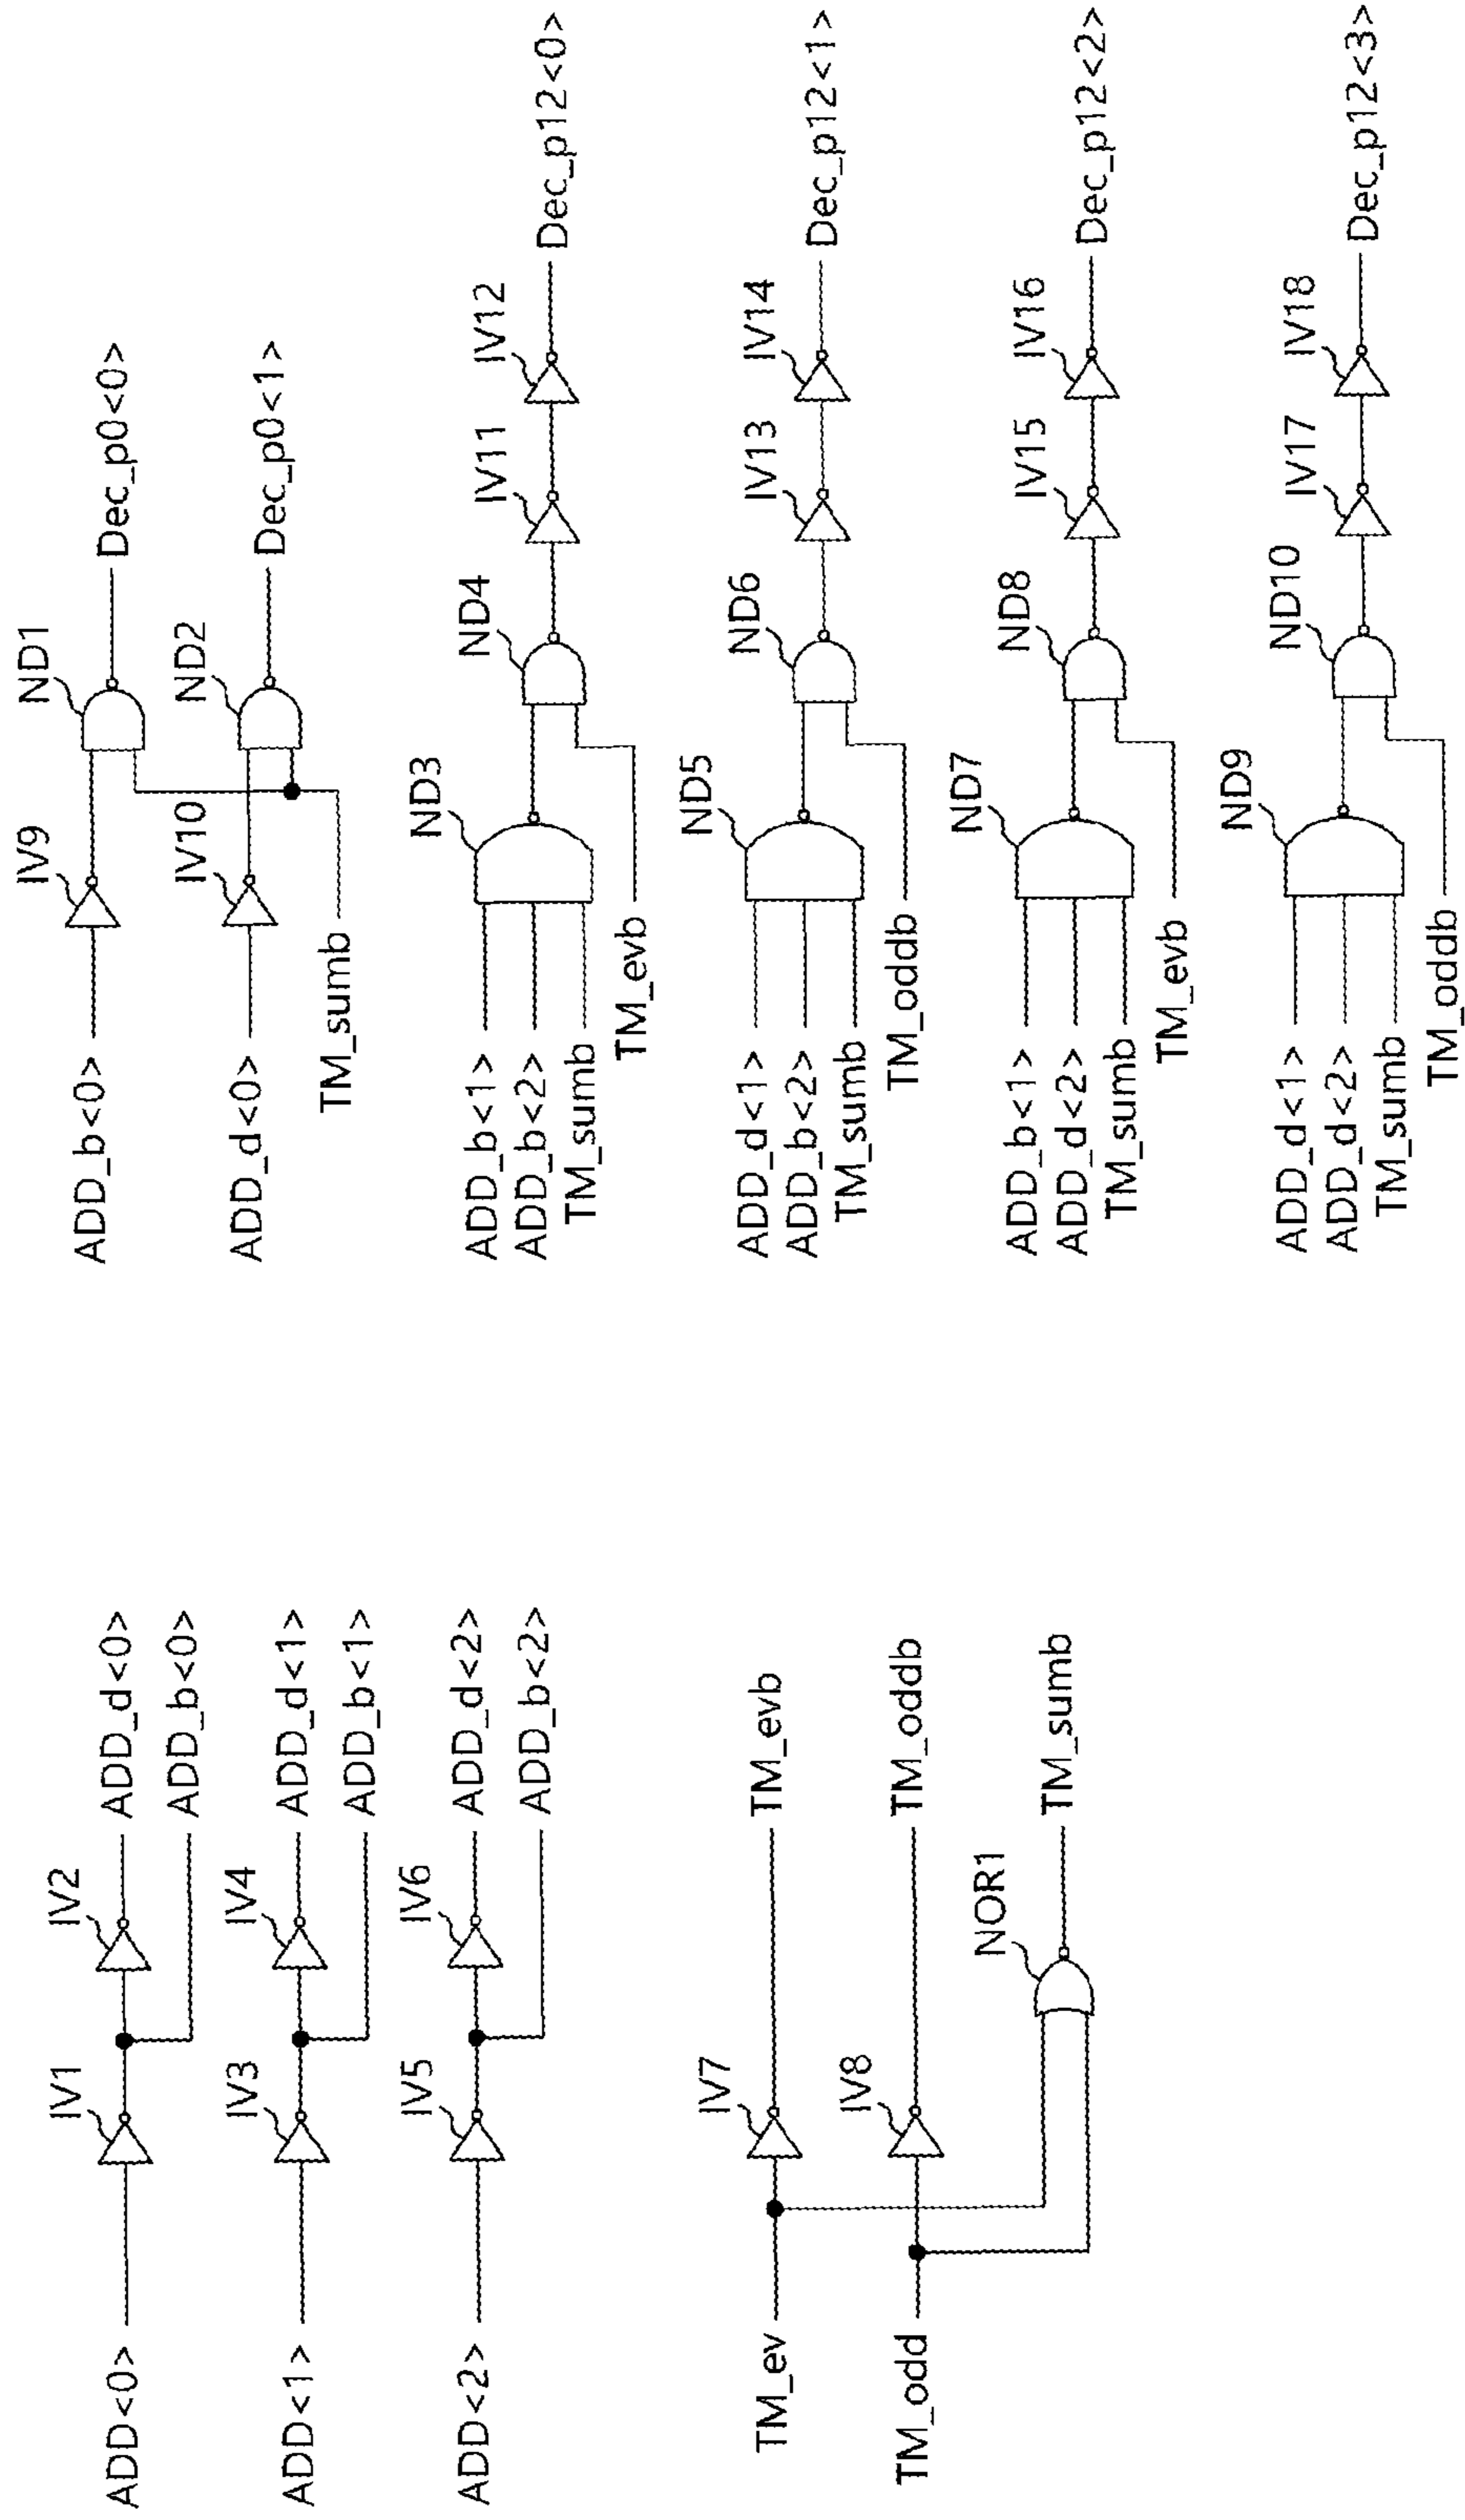 ADD<0>
IV1
IV2
ADD_d<0>
ADD_b<0>
ADD<1>
IV3
IV4
ADD_d<1>
ADD_b<1>
ADD<2>
IV5
IV6
ADD_d<2>
ADD_b<2>
TM_ev
IV7
TM_evb
TM_odd
IV8
TM_oddb
NOR1
TM_sumb
ADD_b<0>
IV9
ND1
Dec_p0<0>
ADD_d<0>
IV10
ND2
Dec_p0<1>
TM_sumb
ADD_b<1>
ADD_b<2>
TM_sumb
TM_evb
ND3
ND4
IV11
IV12
Dec_p12<0>
ADD_d<1>
ADD_b<2>
TM_sumb
TM_oddb
ND5
ND6
IV13
IV14
Dec_p12<1>
ADD_b<1>
ADD_d<2>
TM_sumb
TM_evb
ND7
ND8
IV15
IV16
Dec_p12<2>
ADD_d<1>
ADD_d<2>
TM_sumb
TM_oddb
ND9
ND10
IV17
IV18
Dec_p12<3>